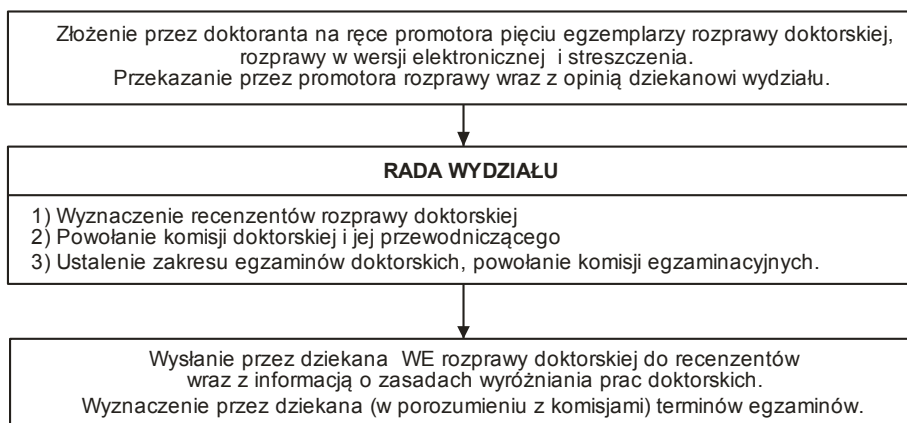 Złożenie przez doktoranta na ręce promotora pięciu egzemplarzy rozprawy doktorskiej,
rozprawy w wersji elektronicznej i streszczenia.
Przekazanie przez promotora rozprawy wraz z opinią dziekanowi wydziału.
RADA WYDZIAŁU
1) Wyznaczenie recenzentów rozprawy doktorskiej
2) Powołanie komisji doktorskiej i jej przewodniczącego
3) Ustalenie zakresu egzaminów doktorskich, powołanie komisji egzaminacyjnych.
Wysłanie przez dziekana WE rozprawy doktorskiej do recenzentów
wraz z informacją o zasadach wyróżniania prac doktorskich.
Wyznaczenie przez dziekana (w porozumieniu z komisjami) terminów egzaminów.